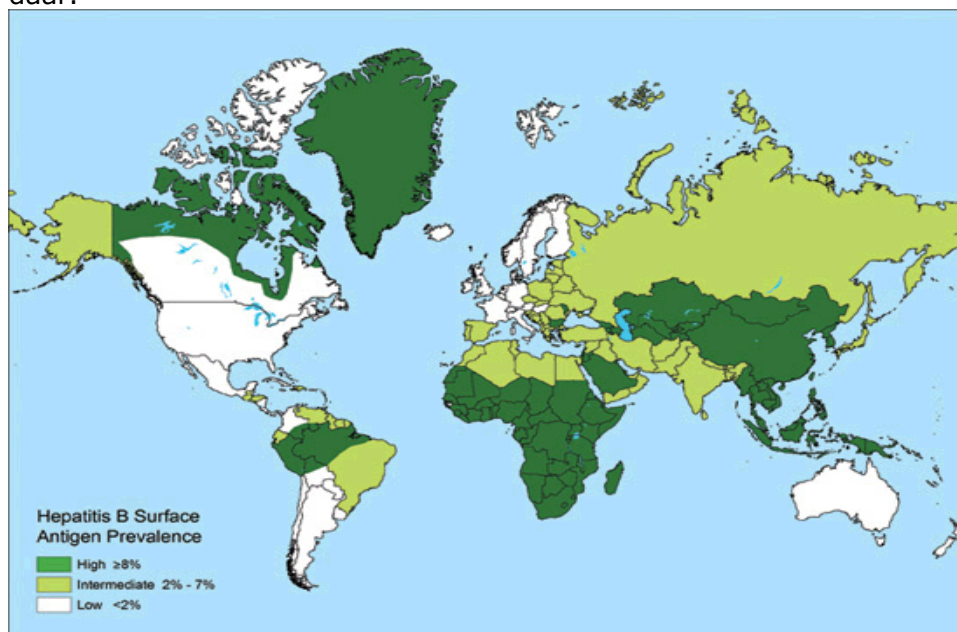 Hepatitis B Surface
Antigen Prevalence
High ≥8%
Intermediate 2% - 7%
Low <2%